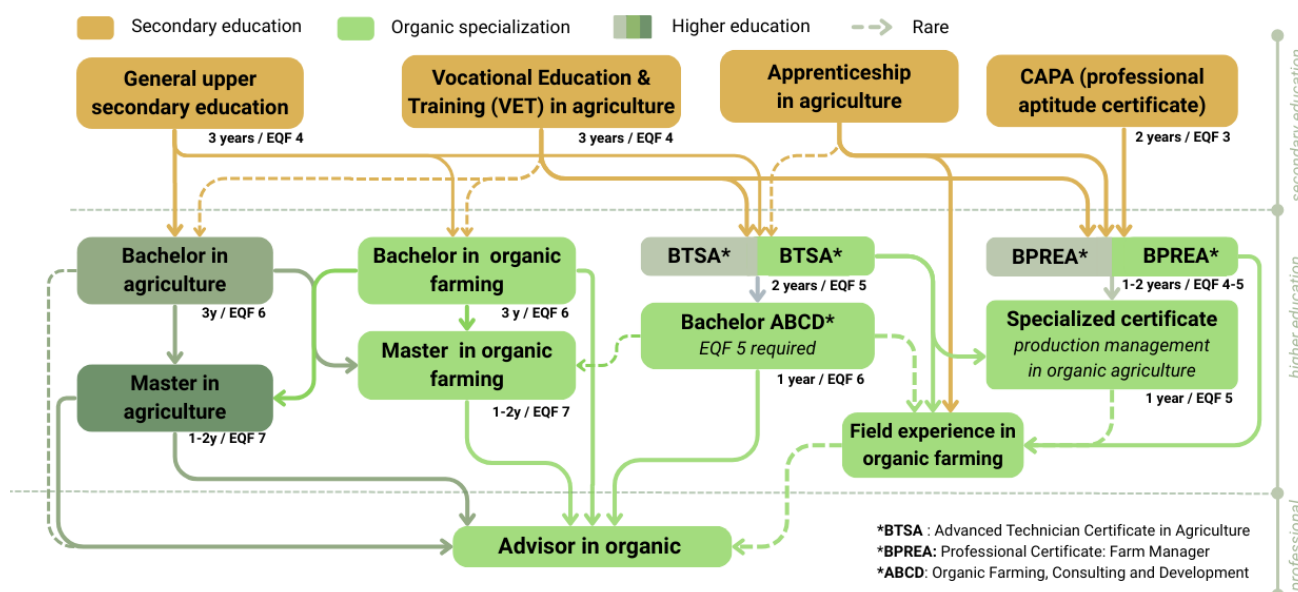 Secondary education
Organic specialization
Higher education
Rare
General upper
secondary education
3 years / EQF 4
Vocational Education &
Training (VET) in agriculture
3 years / EQF 4
Apprenticeship
in agriculture
CAPA (professional
aptitude certificate)
2 years / EQF 3
secondary education
Bachelor in
agriculture
3y / EQF 6
Bachelor in organic
farming
3 y / EQF 6
BTSA*
BTSA*
2 years / EQF 5
BPREA*
BPREA*
1-2 years / EQF 4-5
Master in
agriculture
1-2y / EQF 7
Master in organic
farming
1-2y / EQF 7
Bachelor ABCD*
EQF 5 required
1 year / EQF 6
Specialized certificate
production management
in organic agriculture
1 year / EQF 5
higher education
Field experience in
organic farming
Advisor in organic
*BTSA : Advanced Technician Certificate in Agriculture
*BPREA: Professional Certificate: Farm Manager
*ABCD: Organic Farming, Consulting and Development
professional